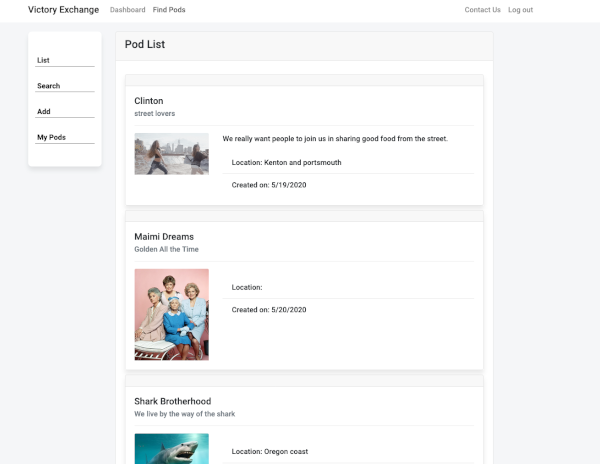 Victory Exchange Dashboard Find Pods Contact Us Log out
List
Search
Add
My Pods
Pod List
Clinton
street lovers
We really want people to join us in sharing good food from the street.
Location: Kenton and portsmouth
Created on: 5/19/2020
Maimi Dreams
Golden All the Time
Location:
Created on: 5/20/2020
Shark Brotherhood
We live by the way of the shark
Location: Oregon coast